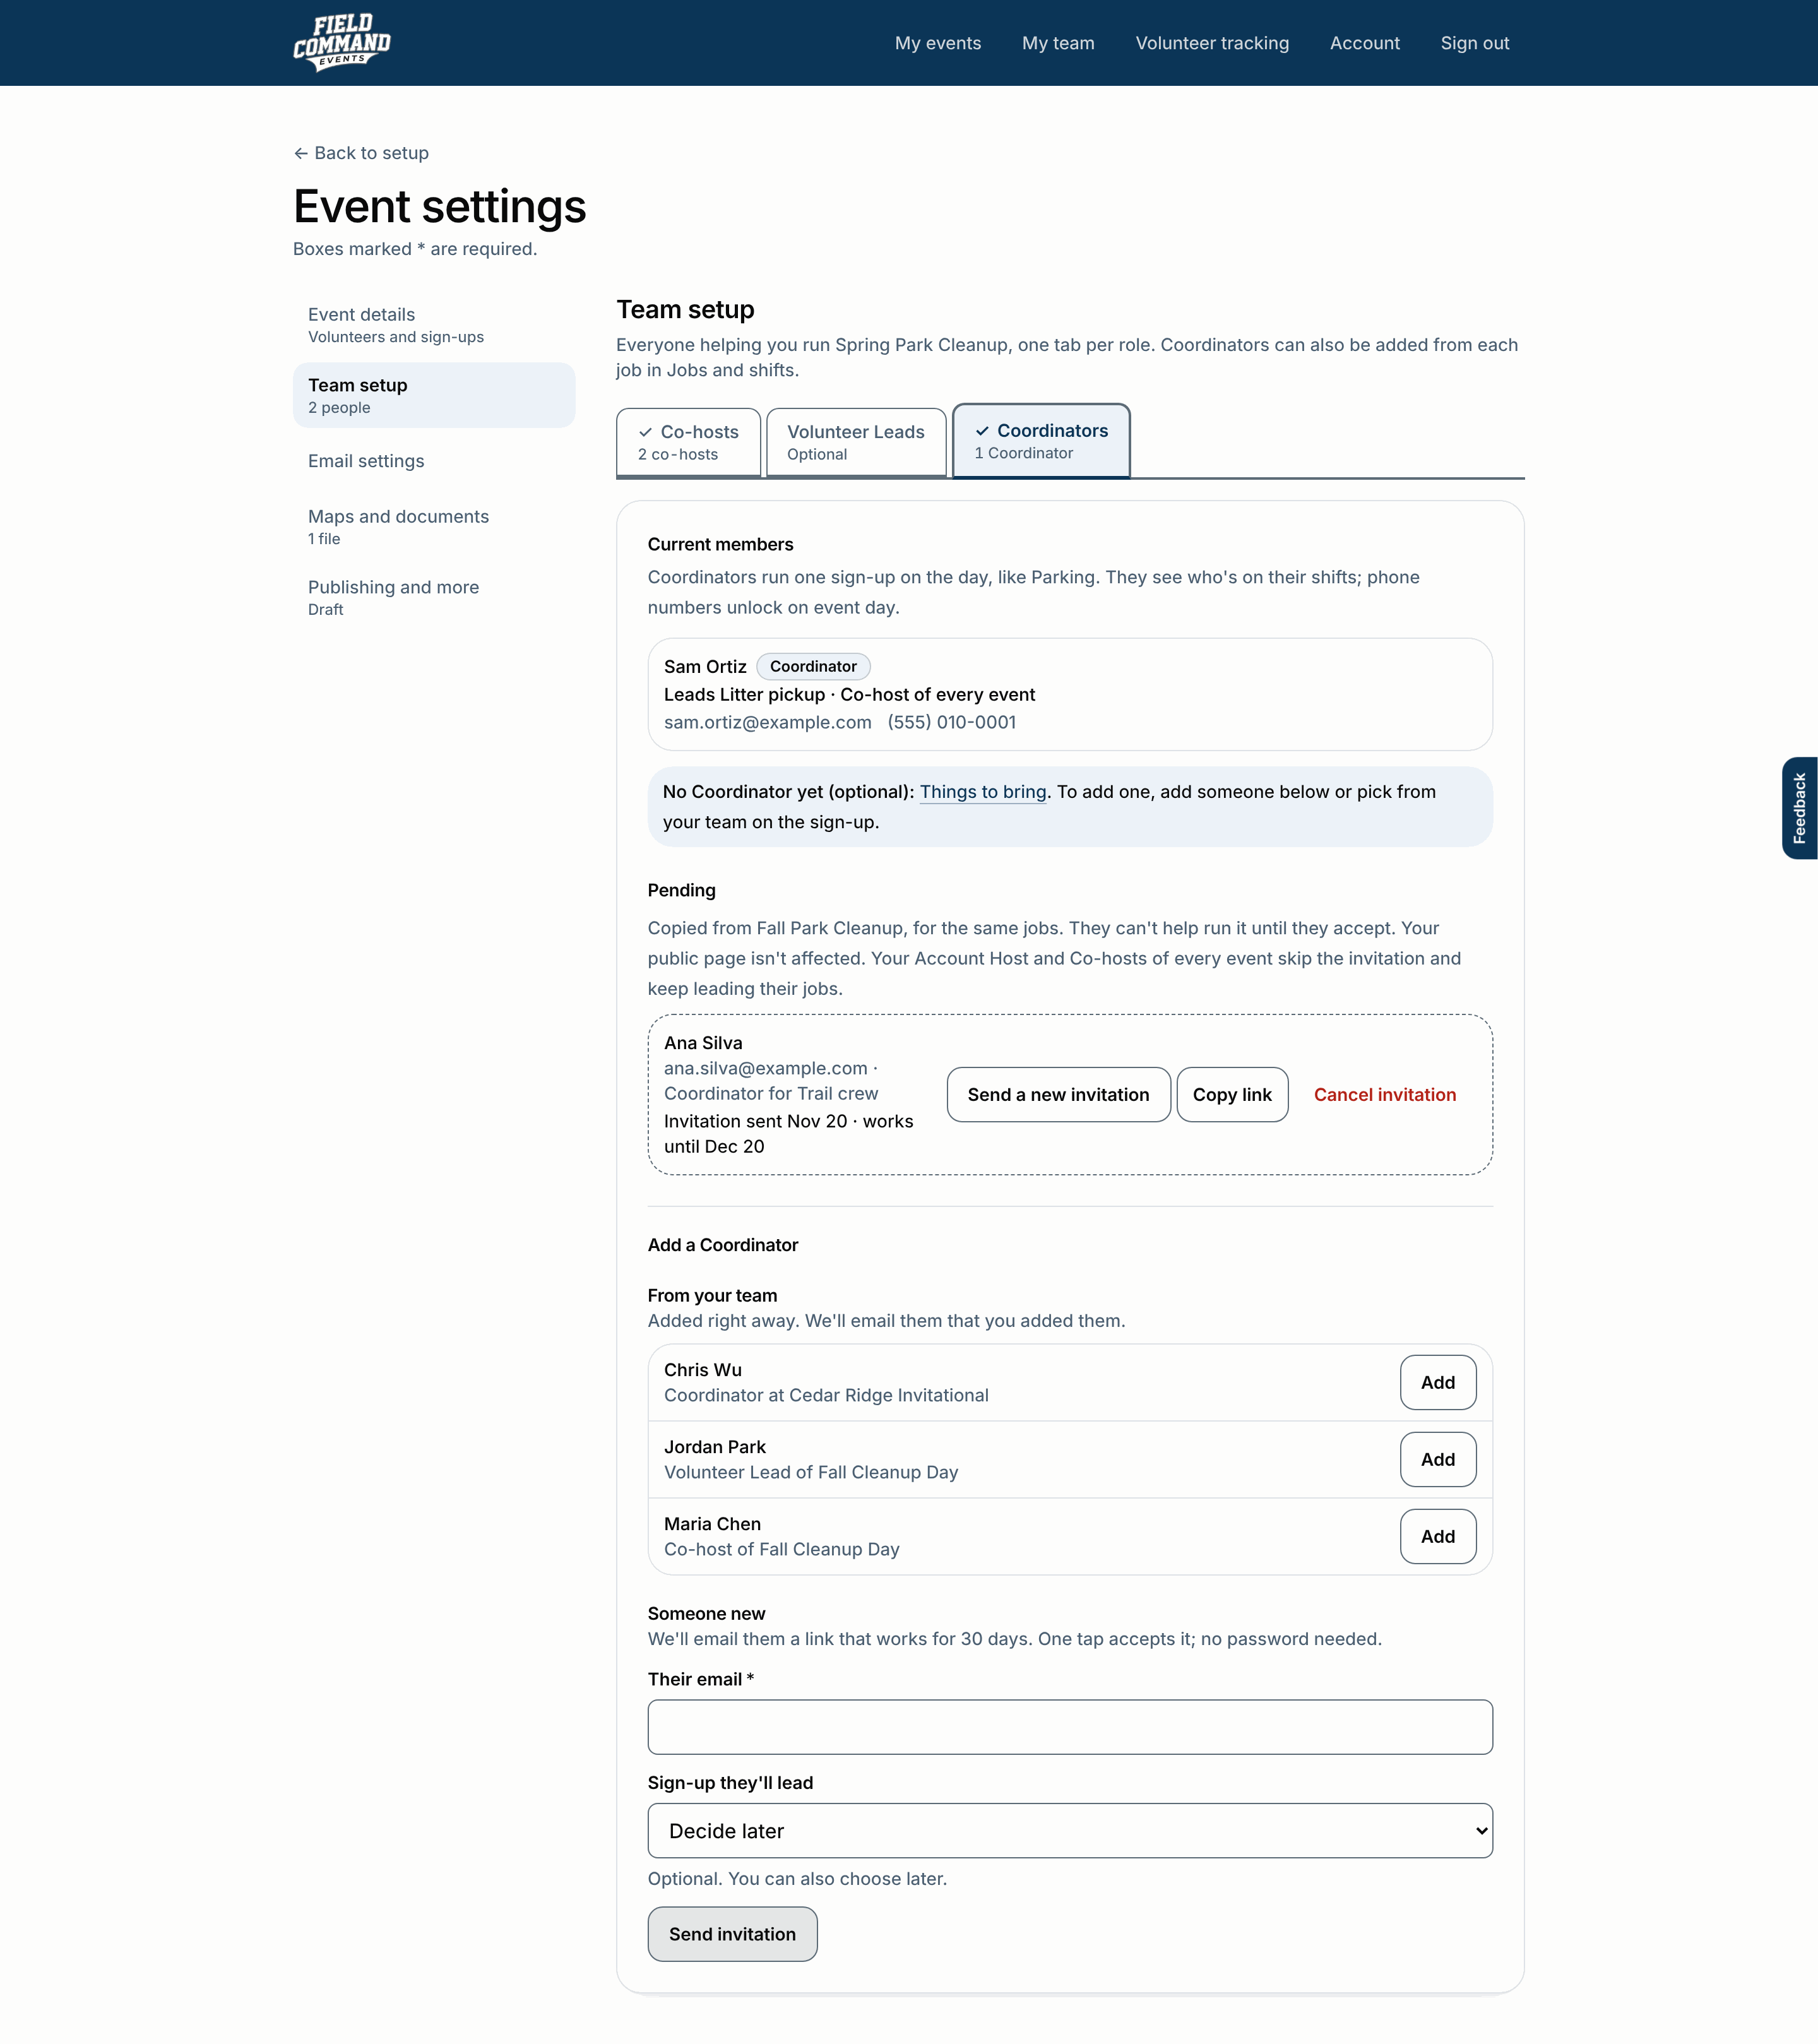 FIELD
COMMAND
EVENTS
My events
My team
Volunteer tracking
Account
Sign out
← Back to setup
Event settings
Boxes marked * are required.
Event details
Volunteers and sign-ups
Team setup
2 people
Email settings
Maps and documents
1 file
Publishing and more
Draft
Team setup
Everyone helping you run Spring Park Cleanup, one tab per role. Coordinators can also be added from each
job in Jobs and shifts.
✓ Co-hosts
2 co-hosts
Volunteer Leads
Optional
✓ Coordinators
1 Coordinator
Current members
Coordinators run one sign-up on the day, like Parking. They see who's on their shifts; phone
numbers unlock on event day.
Sam Ortiz Coordinator
Leads Litter pickup · Co-host of every event
sam.ortiz@example.com (555) 010-0001
No Coordinator yet (optional): Things to bring. To add one, add someone below or pick from
your team on the sign-up.
Pending
Copied from Fall Park Cleanup, for the same jobs. They can't help run it until they accept. Your
public page isn't affected. Your Account Host and Co-hosts of every event skip the invitation and
keep leading their jobs.
Ana Silva
ana.silva@example.com ·
Coordinator for Trail crew
Invitation sent Nov 20 · works
until Dec 20
Send a new invitation
Copy link
Cancel invitation
Add a Coordinator
From your team
Added right away. We'll email them that you added them.
Chris Wu
Coordinator at Cedar Ridge Invitational
Add
Jordan Park
Volunteer Lead of Fall Cleanup Day
Add
Maria Chen
Co-host of Fall Cleanup Day
Add
Someone new
We'll email them a link that works for 30 days. One tap accepts it; no password needed.
Their email *
Sign-up they'll lead
Decide later
Optional. You can also choose later.
Send invitation
Feedback